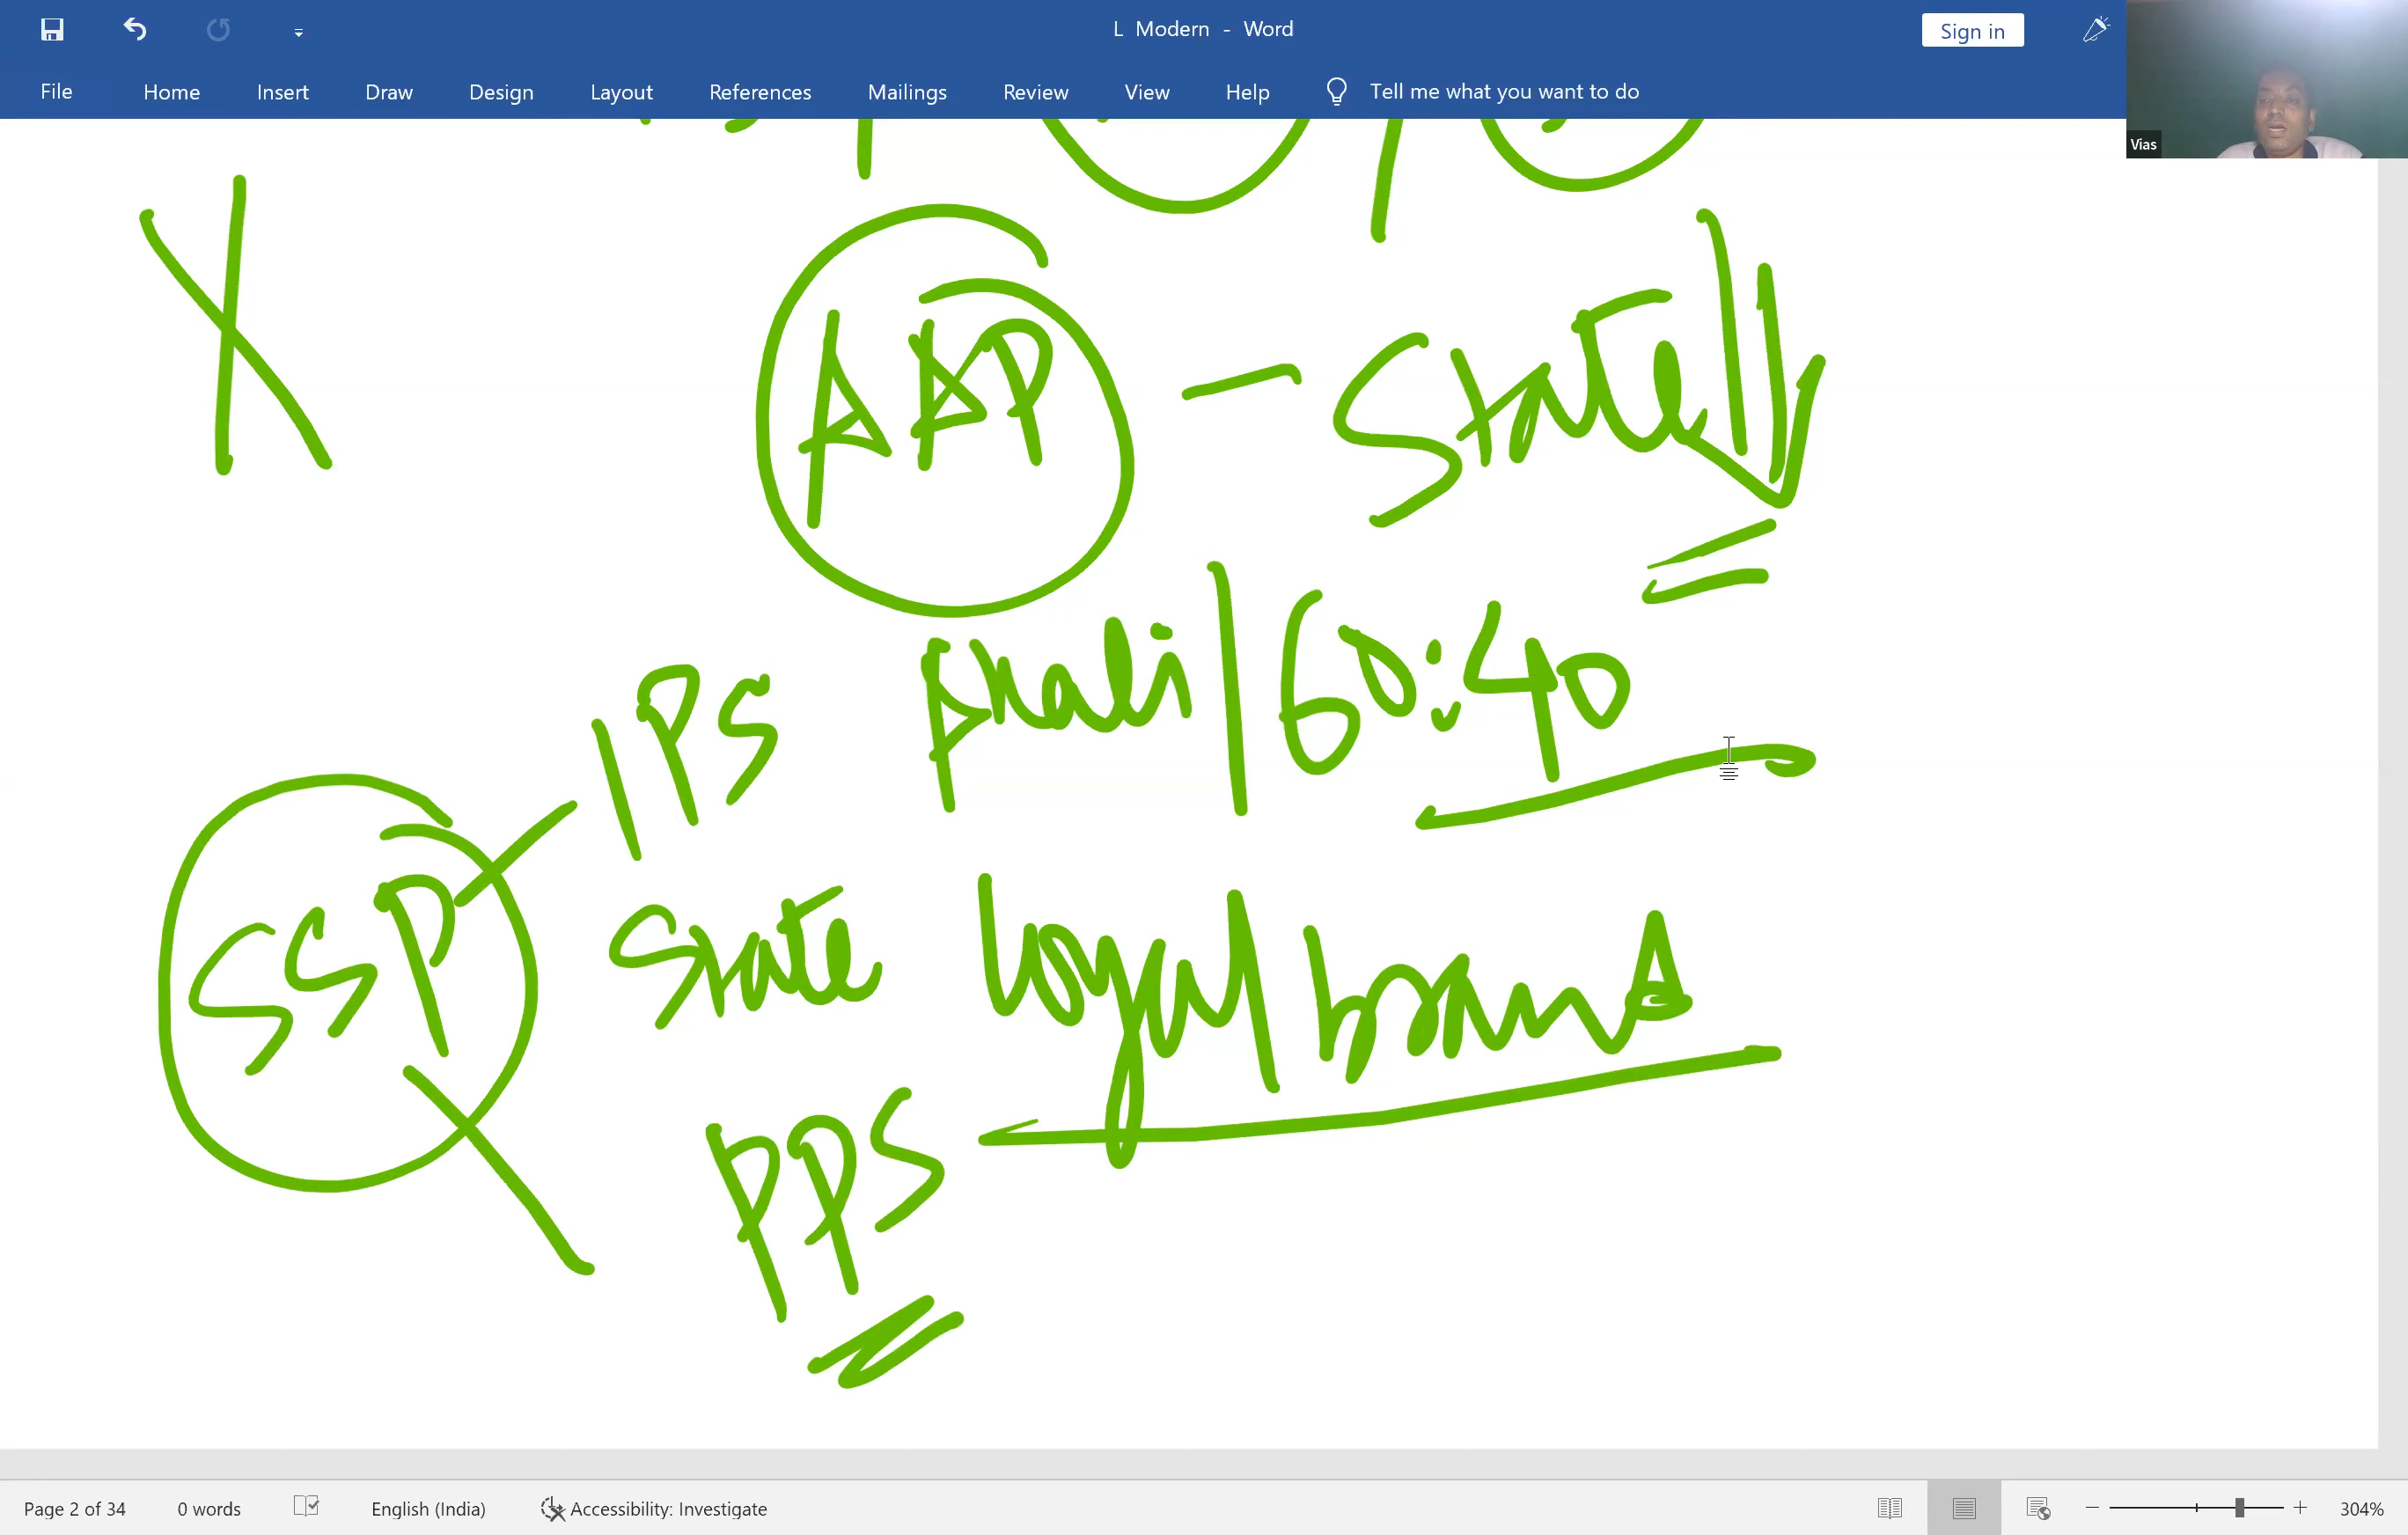 L Modern - Word
Sign in
File Home Insert Draw Design Layout References Mailings Review View Help Tell me what you want to do
Vias
AAP - State
IPS
60:40
SSP
State loyal
PPS
Page 2 of 34 0 words English (India) Accessibility: Investigate 304%